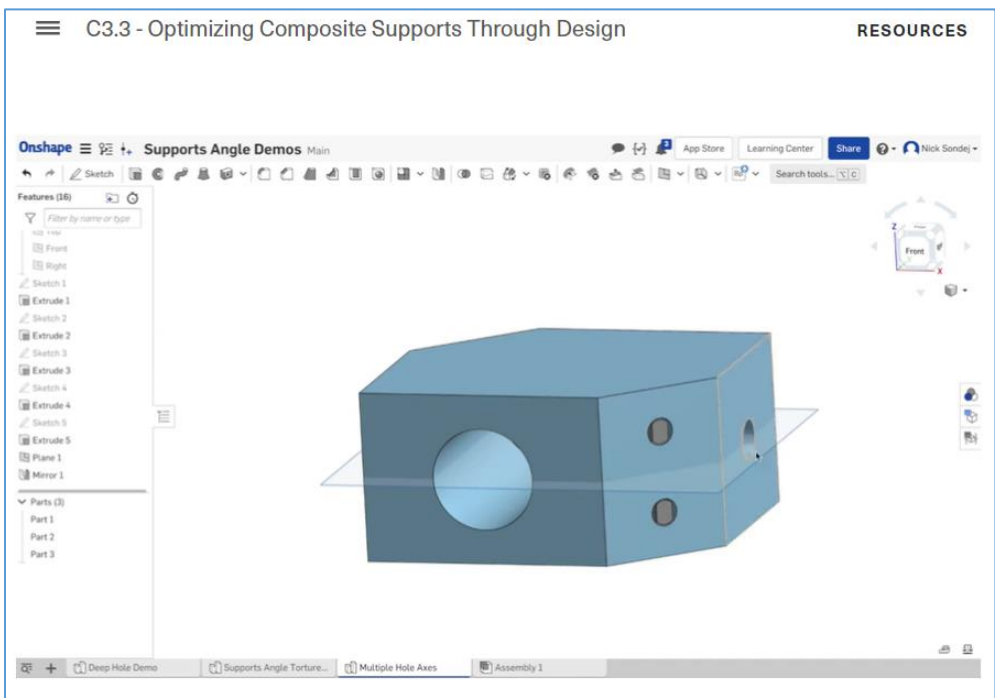 C3.3 - Optimizing Composite Supports Through Design
RESOURCES
Onshape
Supports Angle Demos Main
3
App Store
Learning Center
Share
Nick Sondej
Sketch
Search tools...
Features (16)
Filter by name or type
Front
Right
Sketch 1
Extrude 1
Sketch 2
Extrude 2
Sketch 3
Extrude 3
Sketch 4
Extrude 4
Sketch 5
Extrude 5
Plane 1
Mirror 1
Parts (3)
Part 1
Part 2
Part 3
Z
Front
X
Deep Hole Demo
Supports Angle Torture...
Multiple Hole Axes
Assembly 1